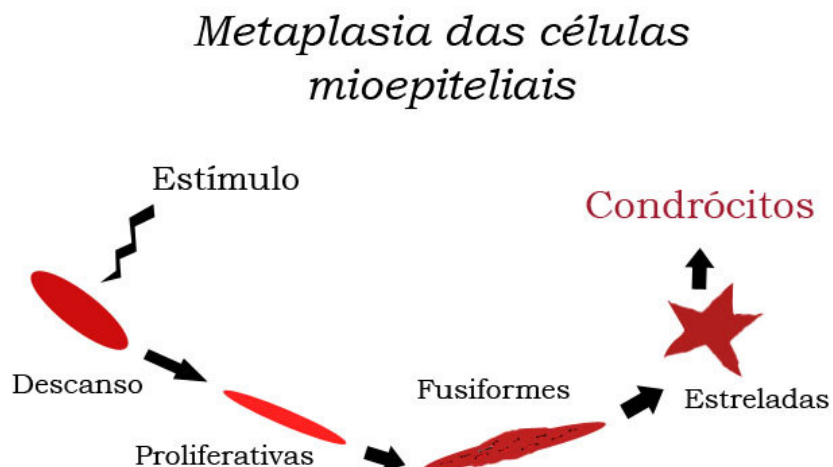 Metaplasia das células
mioepiteliais
Estímulo
Condrócitos
Descanso
Fusiformes
Estreladas
Proliferativas